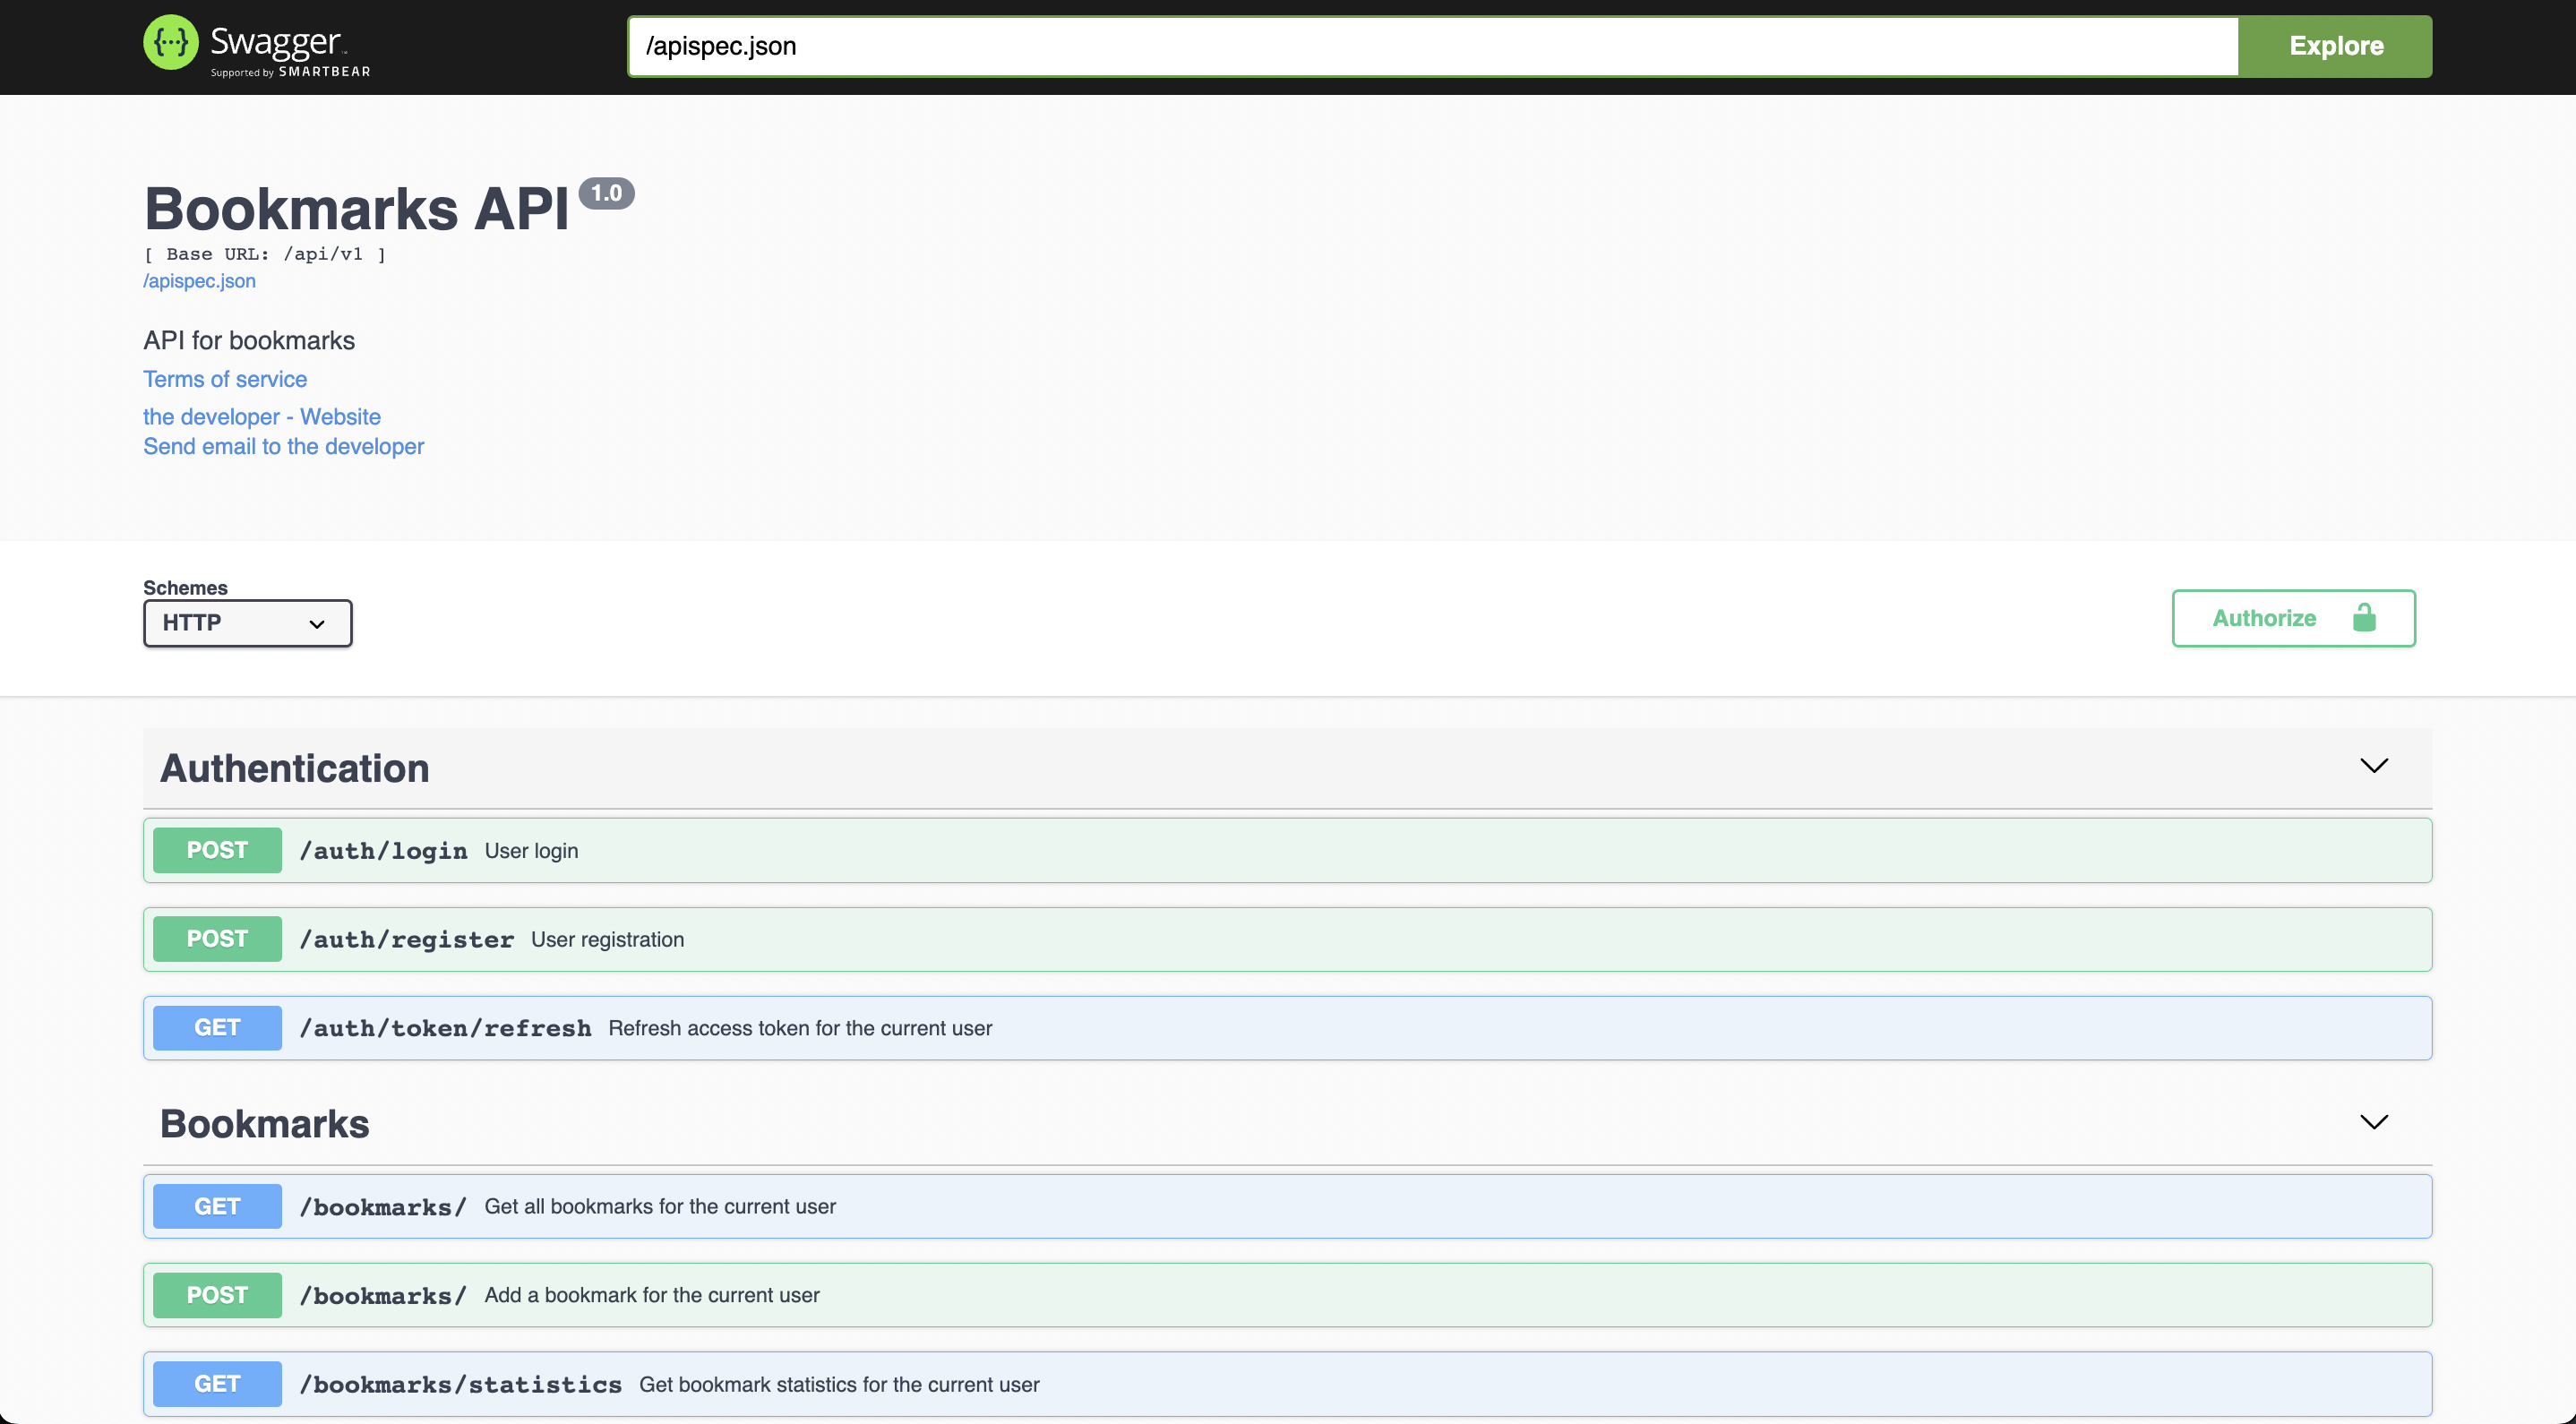 Swagger
Supported by SMARTBEAR
/apispec.json
Explore
Bookmarks API 1.0
[ Base URL: /api/v1 ]
/apispec.json
API for bookmarks
Terms of service
the developer - Website
Send email to the developer
Schemes
HTTP
Authorize
Authentication
POST /auth/login User login
POST /auth/register User registration
GET /auth/token/refresh Refresh access token for the current user
Bookmarks
GET /bookmarks/ Get all bookmarks for the current user
POST /bookmarks/ Add a bookmark for the current user
GET /bookmarks/statistics Get bookmark statistics for the current user